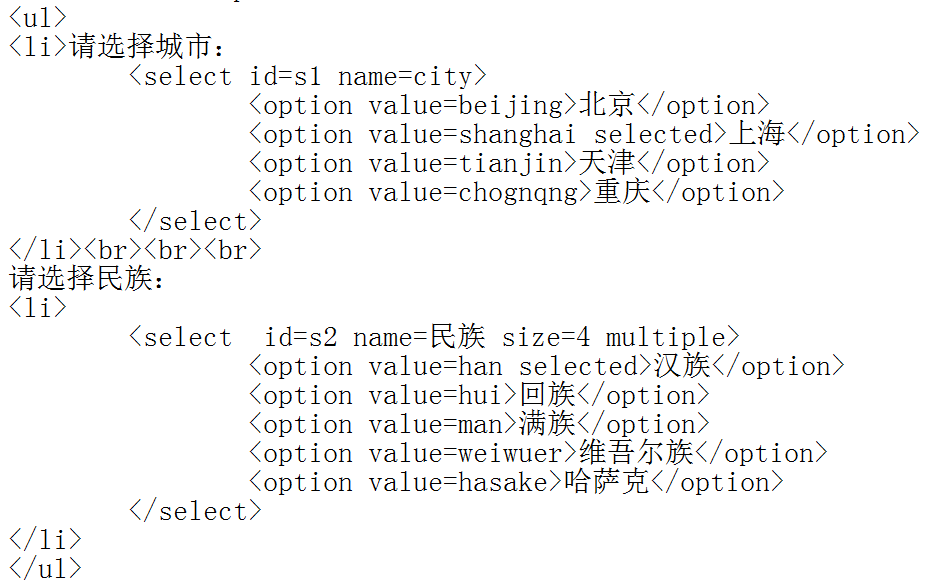 <ul>
<li>请选择城市：
<select id=s1 name=city>
<option value=beijing>北京</option>
<option value=shanghai selected>上海</option>
<option value=tianjin>天津</option>
<option value=chognqng>重庆</option>
</select>
</li><br><br><br>
请选择民族：
<li>
<select  id=s2 name=民族 size=4 multiple>
<option value=han selected>汉族</option>
<option value=hui>回族</option>
<option value=man>满族</option>
<option value=weiwuer>维吾尔族</option>
<option value=hasake>哈萨克</option>
</select>
</li>
</ul>